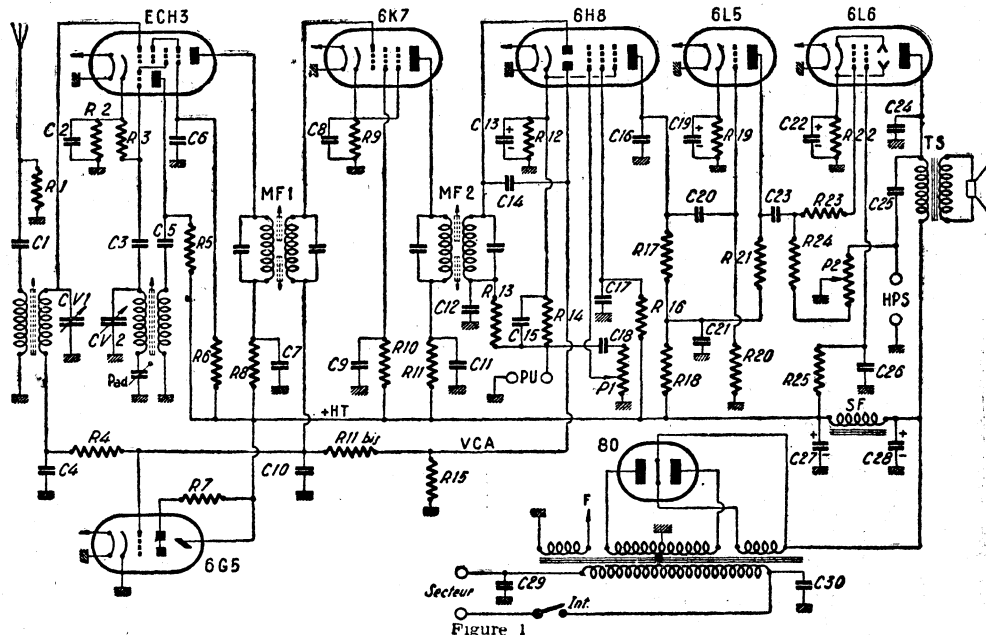 ECH3 6K7 6H8 6L5 6L6
C2 R2 R3 C6 C8 R9 C13 R12 C16 C19 R19 C22 R22 C24
R1 TS
MF1 MF2 C14 C20 C23 R23 C25
C1 C3 C5 R5 R17 R24
CV1 CV2 C12 R13 C17 R21 P2 HPS
Pad R6 R8 C7 C9 R10 R11 C11 C15 R14 C18 R16 C21
PU P1 R18 R20 R25 C26
+HT SF
R4 R11 bis VCA 80 C27 C28
C4 C10 R15
R7 F
6G5
Secteur C29 C30
Int.
Figure 1